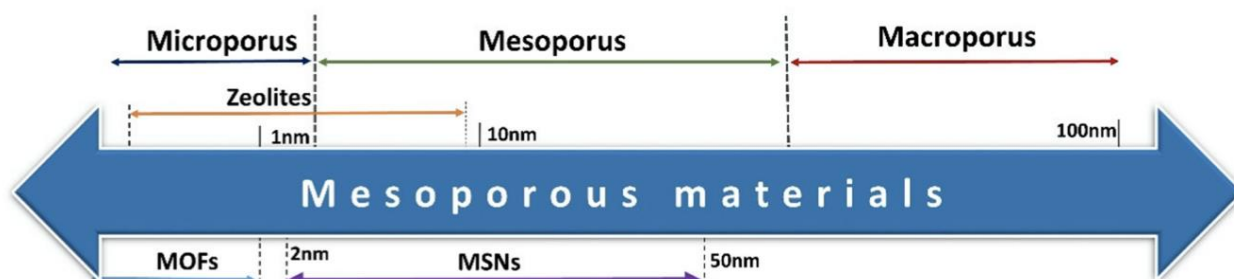 Microporus
Mesoporus
Macroporus
Zeolites
1nm
10nm
100nm
Mesoporous materials
MOFs
2nm
MSNs
50nm